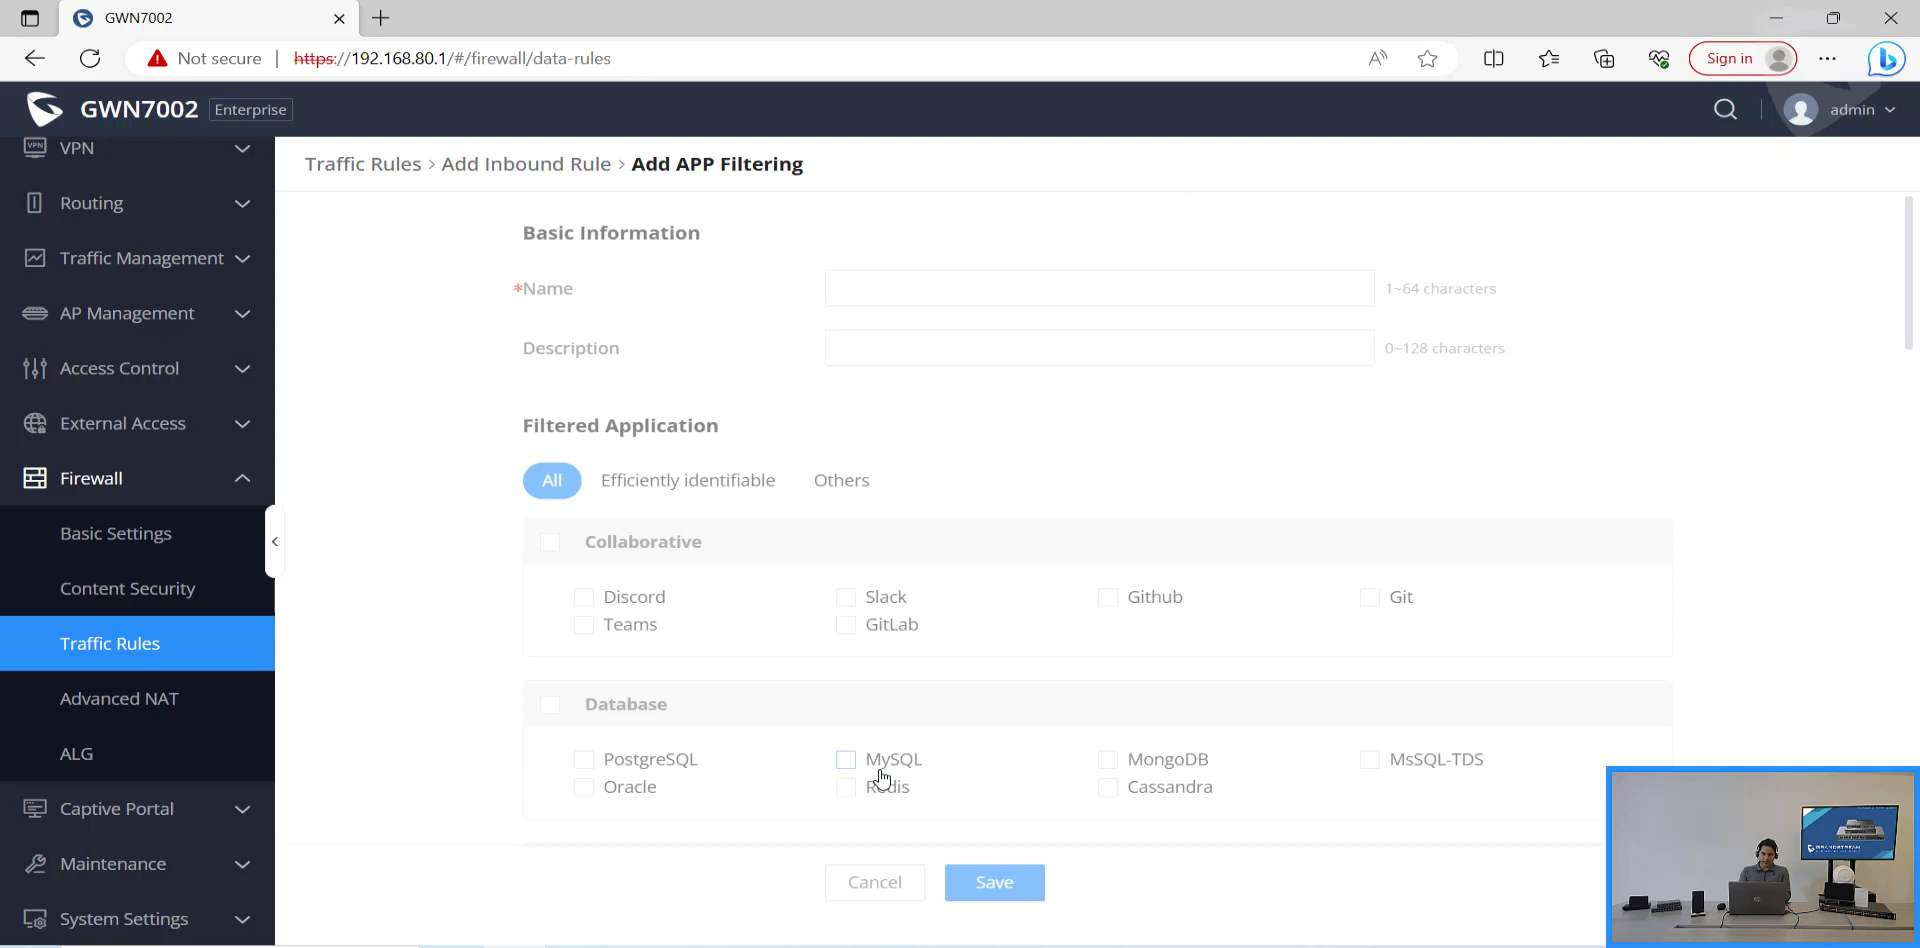 GWN7002
Not secure
https://192.168.80.1/#/firewall/data-rules
Sign in
GWN7002 Enterprise
admin
VPN
Routing
Traffic Management
AP Management
Access Control
External Access
Firewall
Basic Settings
Content Security
Traffic Rules
Advanced NAT
ALG
Captive Portal
Maintenance
System Settings
Traffic Rules > Add Inbound Rule > Add APP Filtering
Basic Information
*Name
1~64 characters
Description
0~128 characters
Filtered Application
All Efficiently identifiable Others
Collaborative
Discord Slack Github Git
Teams GitLab
Database
PostgreSQL MySQL MongoDB MsSQL-TDS
Oracle Redis Cassandra
Cancel Save
GRANDSTREAM